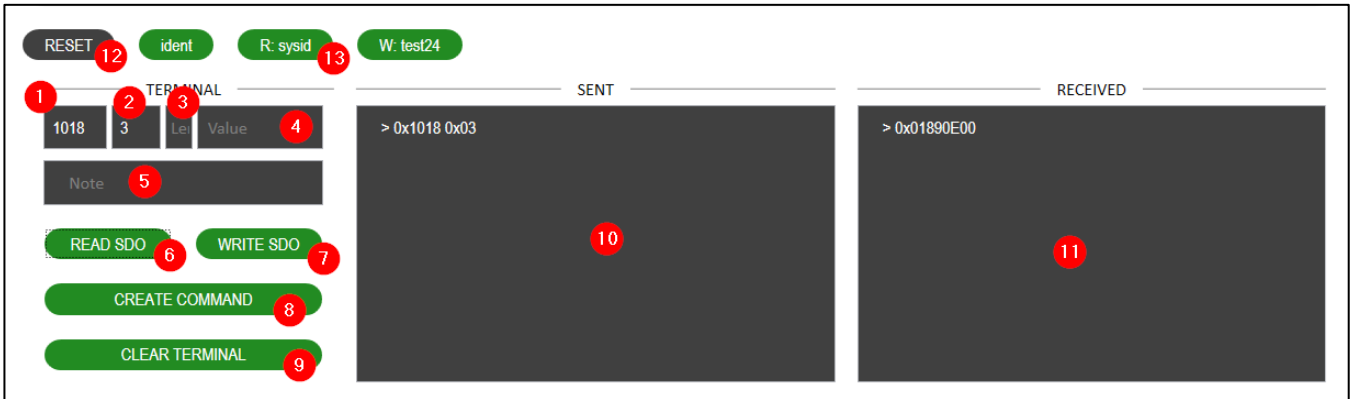 RESET 12 ident R: sysid 13 W: test24
1 TERMINAL SENT RECEIVED
2 3
1018 3 Len Value 4 > 0x1018 0x03 > 0x01890E00
Note 5
READ SDO 6 WRITE SDO 7 10 11
CREATE COMMAND 8
CLEAR TERMINAL 9